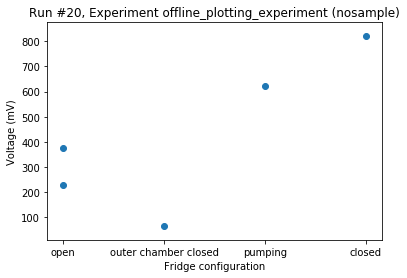 Run #20, Experiment offline_plotting_experiment (nosample)
800
700
600
500
400
300
200
100
Voltage (mV)
open outer chamber closed pumping closed
Fridge configuration